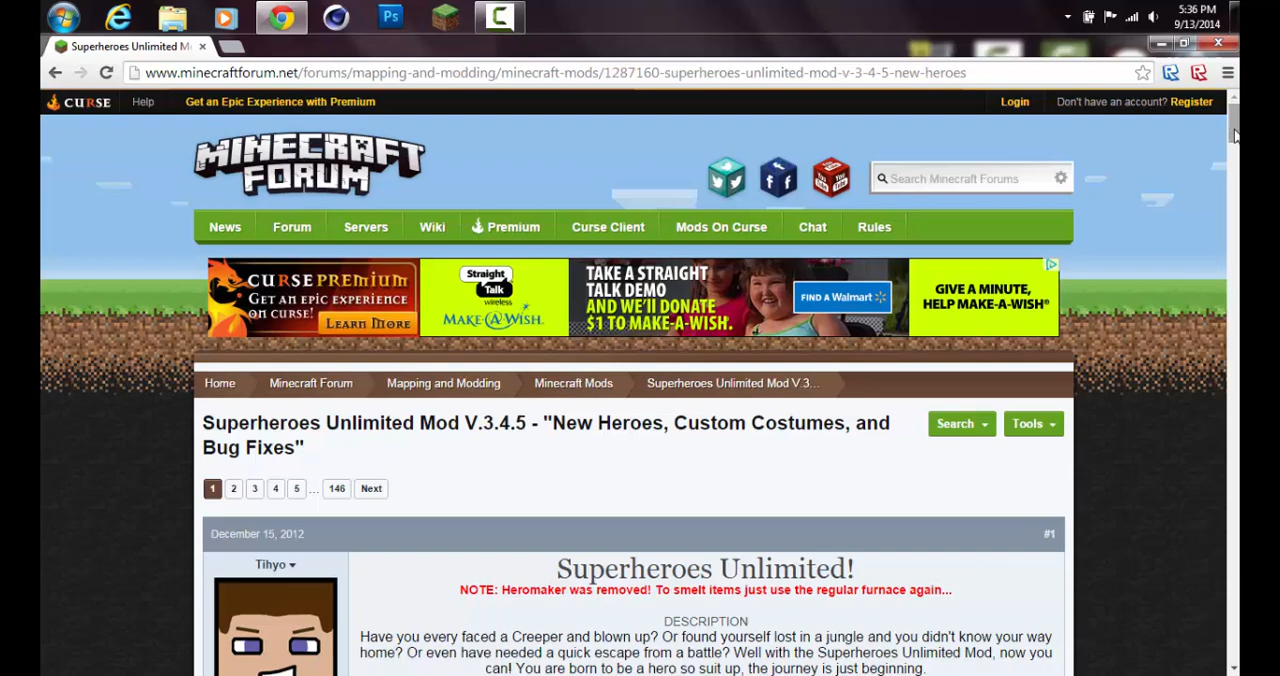 Ps
5:36 PM
9/13/2014
Superheroes Unlimited M
www.minecraftforum.net/forums/mapping-and-modding/minecraft-mods/1287160-superheroes-unlimited-mod-v-3-4-5-new-heroes
CURSE
Help
Get an Epic Experience with Premium
Login
Don't have an account? Register
MINECRAFT
FORUM
Search Minecraft Forums
News
Forum
Servers
Wiki
Premium
Curse Client
Mods On Curse
Chat
Rules
CURSE PREMIUM
GET AN EPIC EXPERIENCE
ON CURSE!
LEARN MORE
Straight
Talk
wireless
MAKE-A-WISH.
TAKE A STRAIGHT
TALK DEMO
AND WE'LL DONATE
$1 TO MAKE-A-WISH.
FIND A Walmart
GIVE A MINUTE,
HELP MAKE-A-WISH®
Home
Minecraft Forum
Mapping and Modding
Minecraft Mods
Superheroes Unlimited Mod V.3...
Superheroes Unlimited Mod V.3.4.5 - "New Heroes, Custom Costumes, and
Bug Fixes"
Search
Tools
1 2 3 4 5 ... 146 Next
December 15, 2012
#1
Tihyo
Superheroes Unlimited!
NOTE: Heromaker was removed! To smelt items just use the regular furnace again...
DESCRIPTION
Have you every faced a Creeper and blown up? Or found yourself lost in a jungle and you didn't know your way
home? Or even have needed a quick escape from a battle? Well with the Superheroes Unlimited Mod, now you
can! You are born to be a hero so suit up, the journey is just beginning.